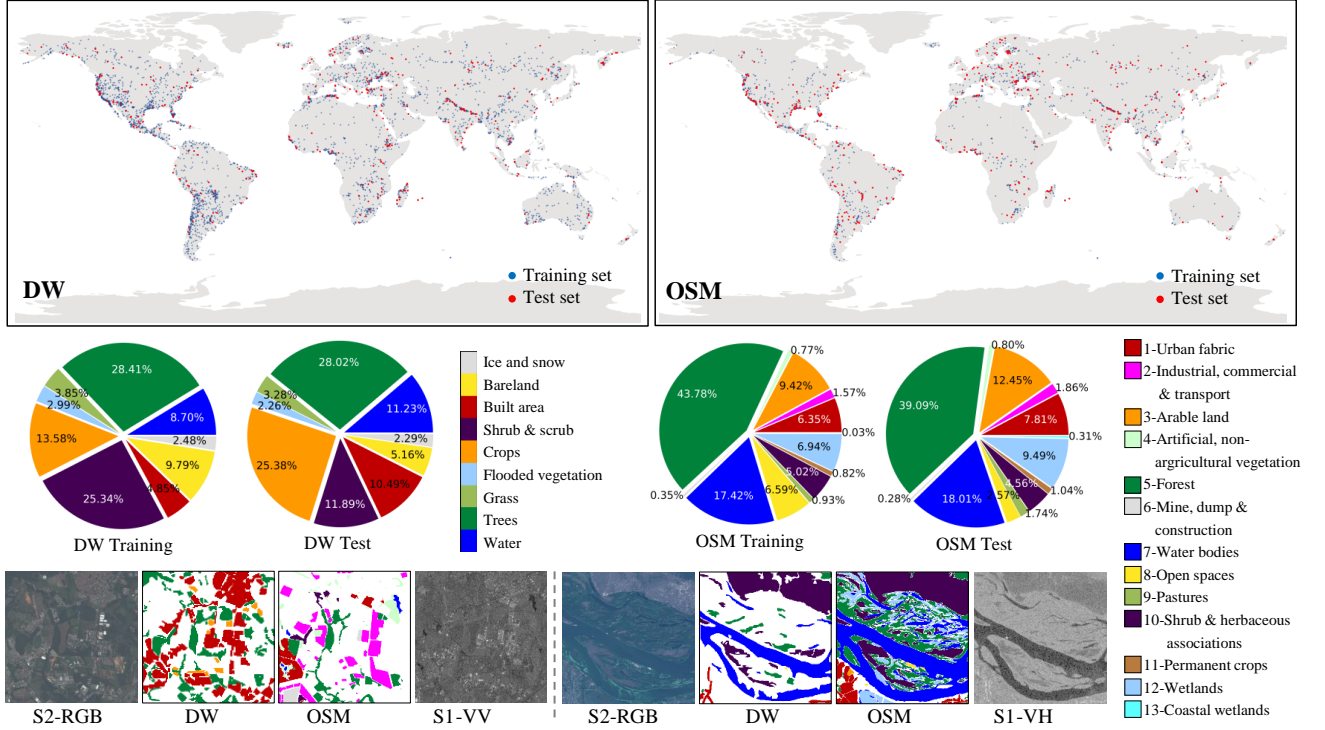 DW
Training set
Test set
OSM
Training set
Test set
28.41%
3.85%
2.99%
8.70%
2.48%
13.58%
9.79%
4.85%
25.34%
DW Training
28.02%
3.28%
2.26%
11.23%
2.29%
5.16%
25.38%
10.49%
11.89%
DW Test
Ice and snow
Bareland
Built area
Shrub & scrub
Crops
Flooded vegetation
Grass
Trees
Water
0.77%
9.42%
43.78%
1.57%
6.35%
0.03%
6.94%
5.02%
0.82%
0.93%
6.59%
17.42%
0.35%
OSM Training
0.80%
12.45%
39.09%
1.86%
7.81%
0.31%
9.49%
4.56%
1.04%
1.74%
2.57%
18.01%
0.28%
OSM Test
1-Urban fabric
2-Industrial, commercial
& transport
3-Arable land
4-Artificial, non-
argricultural vegetation
5-Forest
6-Mine, dump &
construction
7-Water bodies
8-Open spaces
9-Pastures
10-Shrub & herbaceous
associations
11-Permanent crops
12-Wetlands
13-Coastal wetlands
S2-RGB
DW
OSM
S1-VV
S2-RGB
DW
OSM
S1-VH